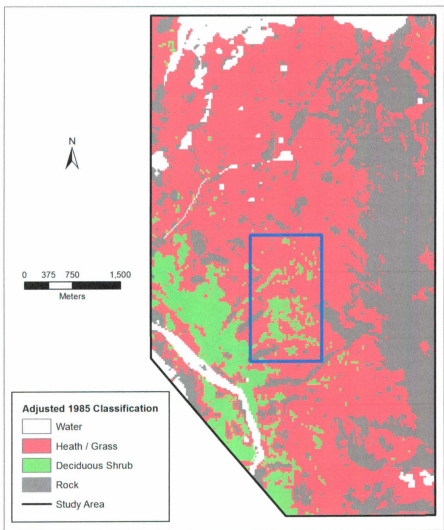 N
0 375 750 1,500
Meters
Adjusted 1985 Classification
Water
Heath / Grass
Deciduous Shrub
Rock
Study Area